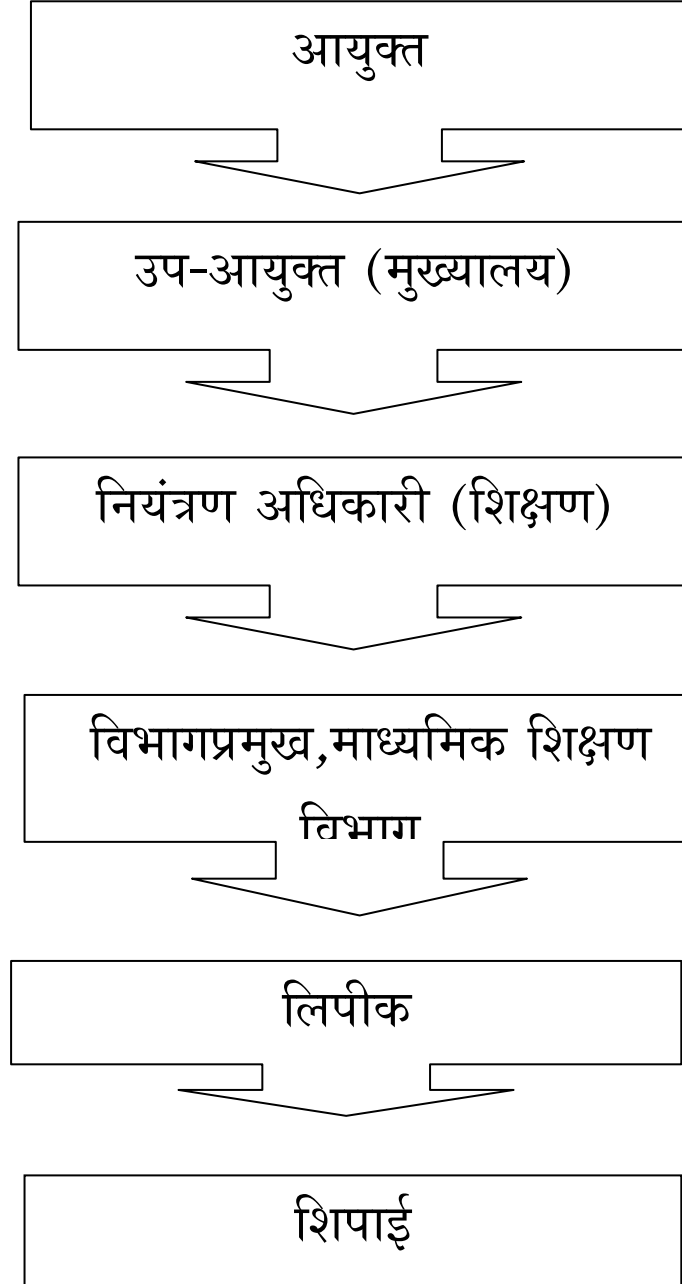 आयुक्त
उप-आयुक्त (मुख्यालय)
नियंत्रण अधिकारी (शिक्षण)
विभागप्रमुख,माध्यमिक शिक्षण
विभाग
लिपीक
शिपाई